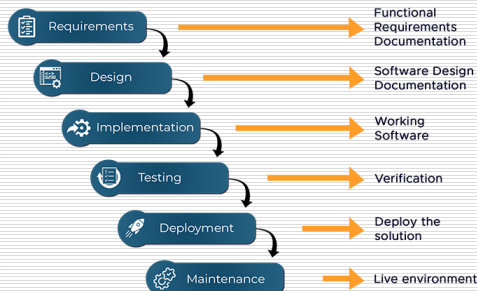 Requirements
Functional
Requirements
Documentation
Design
Software Design
Documentation
Implementation
Working
Software
Testing
Verification
Deployment
Deploy the
solution
Maintenance
Live environment